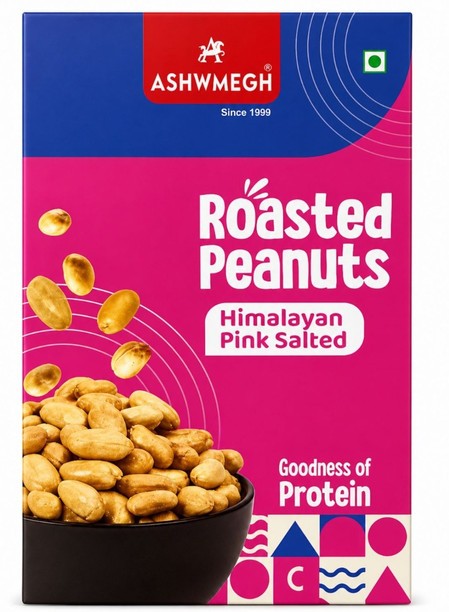 ASHWMEGH®
Since 1999
Roasted
Peanuts
Himalayan
Pink Salted
Goodness of
Protein
C